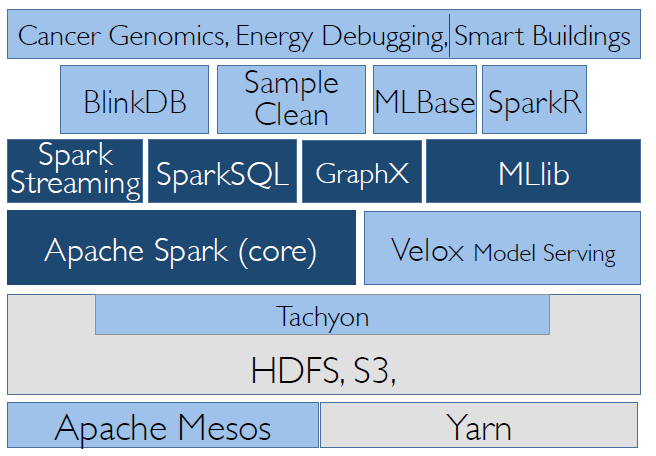 Cancer Genomics, Energy Debugging, Smart Buildings
BlinkDB
Sample
Clean
MLBase
SparkR
Spark
Streaming
SparkSQL
GraphX
MLlib
Apache Spark (core)
Velox Model Serving
Tachyon
HDFS, S3,
Apache Mesos
Yarn